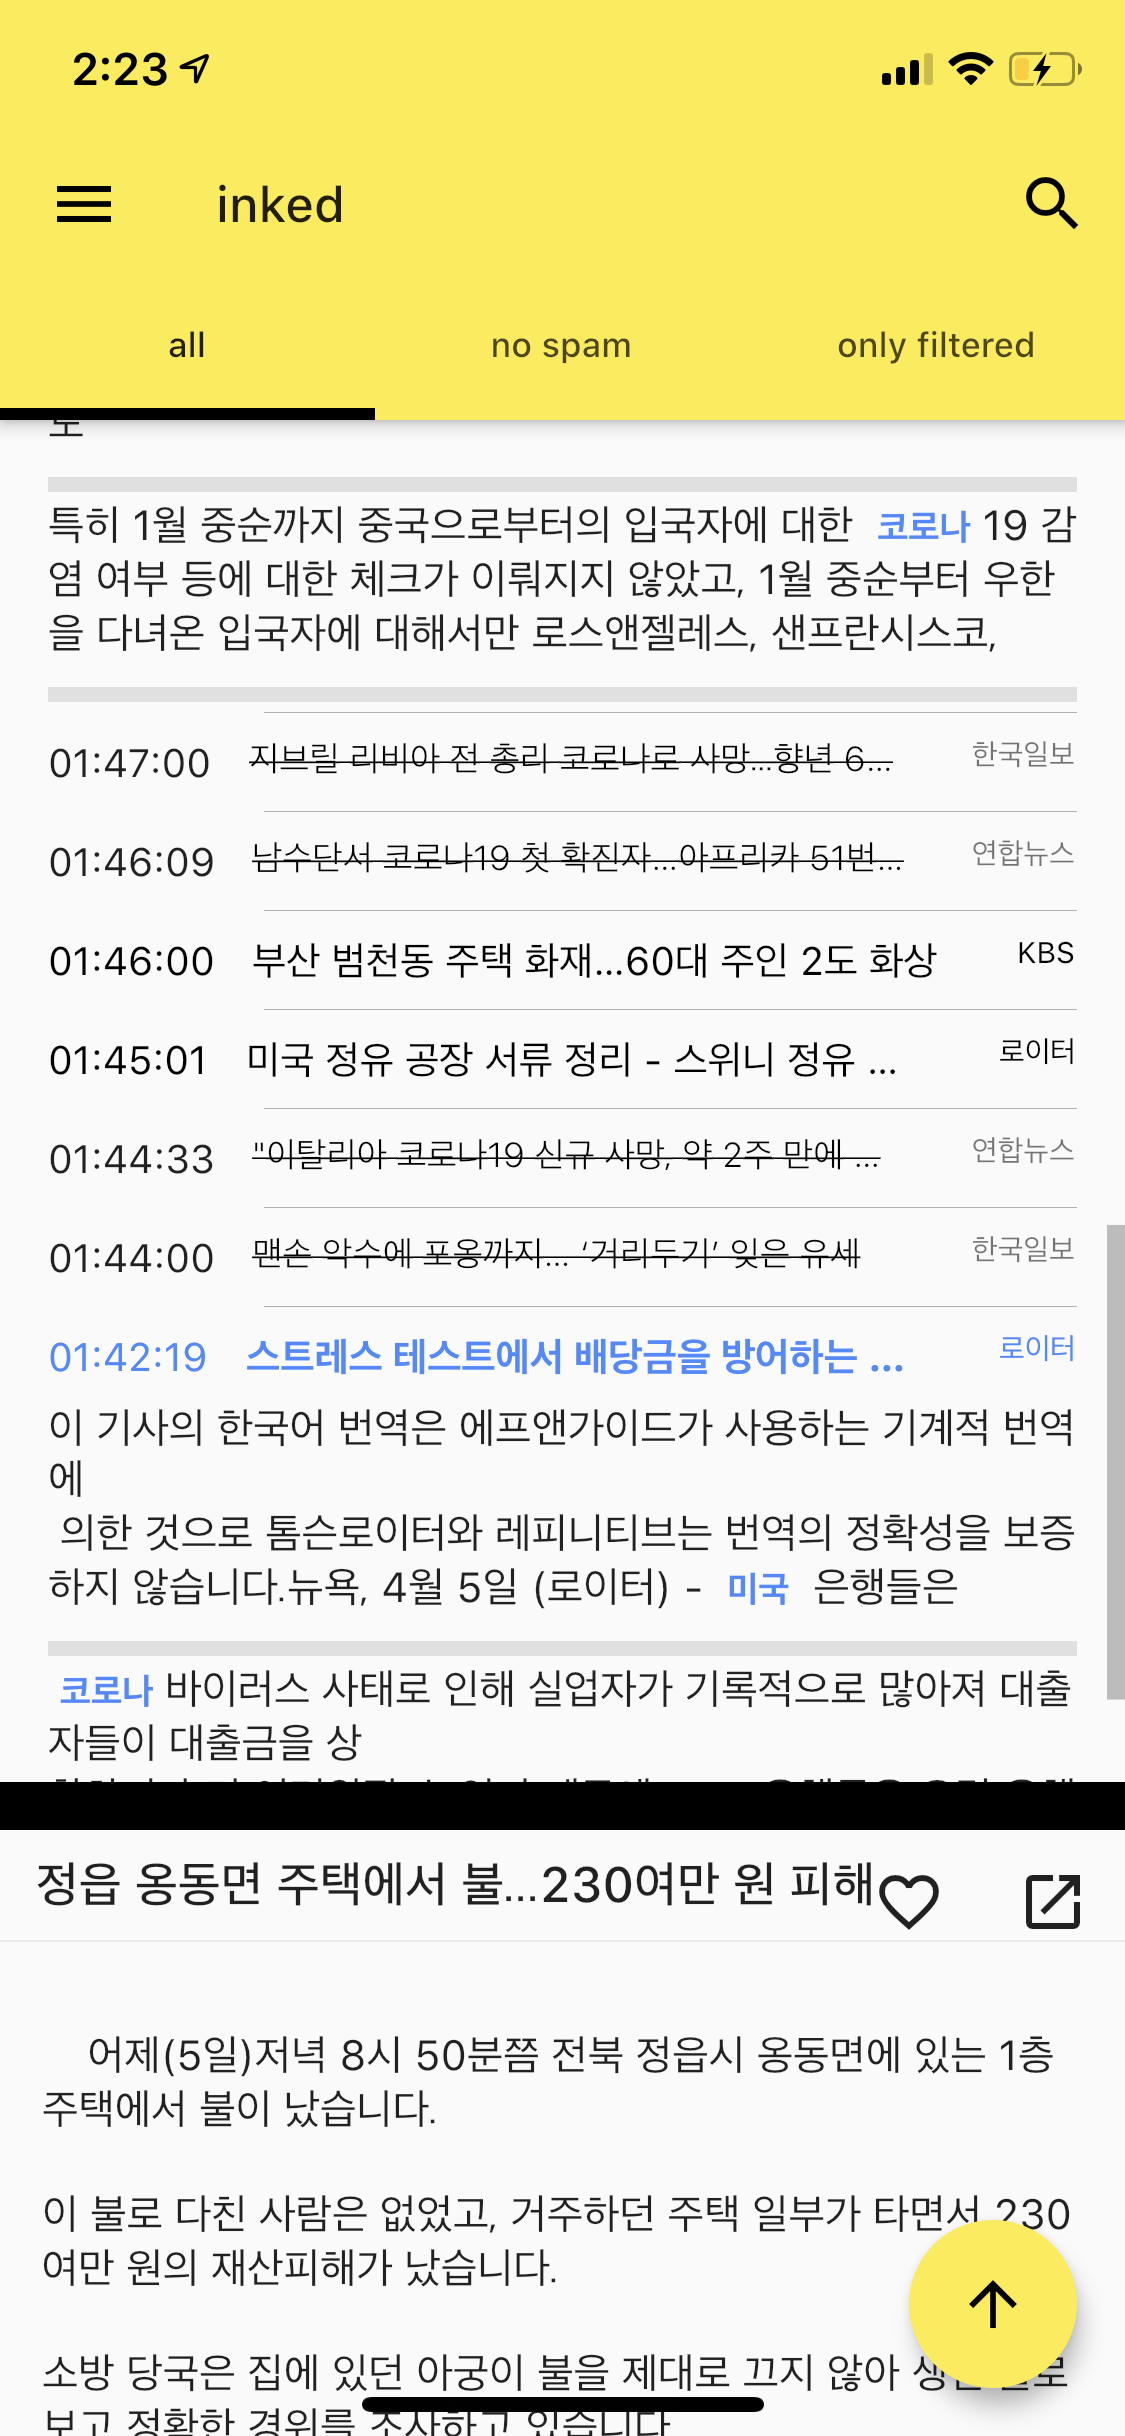 2:23
inked
all
no spam
only filtered
특히 1월 중순까지 중국으로부터의 입국자에 대한 코로나 19 감
염 여부 등에 대한 체크가 이뤄지지 않았고, 1월 중순부터 우한
을 다녀온 입국자에 대해서만 로스앤젤레스, 샌프란시스코,
01:47:00 지브릴 리비아 전 총리 코로나로 사망...향년 6... 한국일보
01:46:09 남수단서 코로나19 첫 확진자...아프리카 51번... 연합뉴스
01:46:00 부산 범천동 주택 화재...60대 주인 2도 화상 KBS
01:45:01 미국 정유 공장 서류 정리 - 스위니 정유 ... 로이터
01:44:33 "이탈리아 코로나19 신규 사망, 약 2주 만에 ... 연합뉴스
01:44:00 맨손 악수에 포옹까지... ‘거리두기’ 잊은 유세 한국일보
01:42:19 스트레스 테스트에서 배당금을 방어하는 ... 로이터
이 기사의 한국어 번역은 에프앤가이드가 사용하는 기계적 번역
에
의한 것으로 톰슨로이터와 레피니티브는 번역의 정확성을 보증
하지 않습니다.뉴욕, 4월 5일 (로이터) - 미국 은행들은
코로나 바이러스 사태로 인해 실업자가 기록적으로 많아져 대출
자들이 대출금을 상
정읍 옹동면 주택에서 불...230여만 원 피해
어제(5일)저녁 8시 50분쯤 전북 정읍시 옹동면에 있는 1층
주택에서 불이 났습니다.
이 불로 다친 사람은 없었고, 거주하던 주택 일부가 타면서 230
여만 원의 재산피해가 났습니다.
소방 당국은 집에 있던 아궁이 불을 제대로 끄지 않아
보고 정확한 경위를 조사하고 있습니다